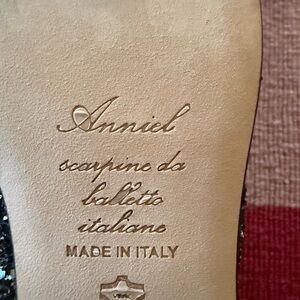 Anniel
scarpine da
balletto
italiane
MADE IN ITALY